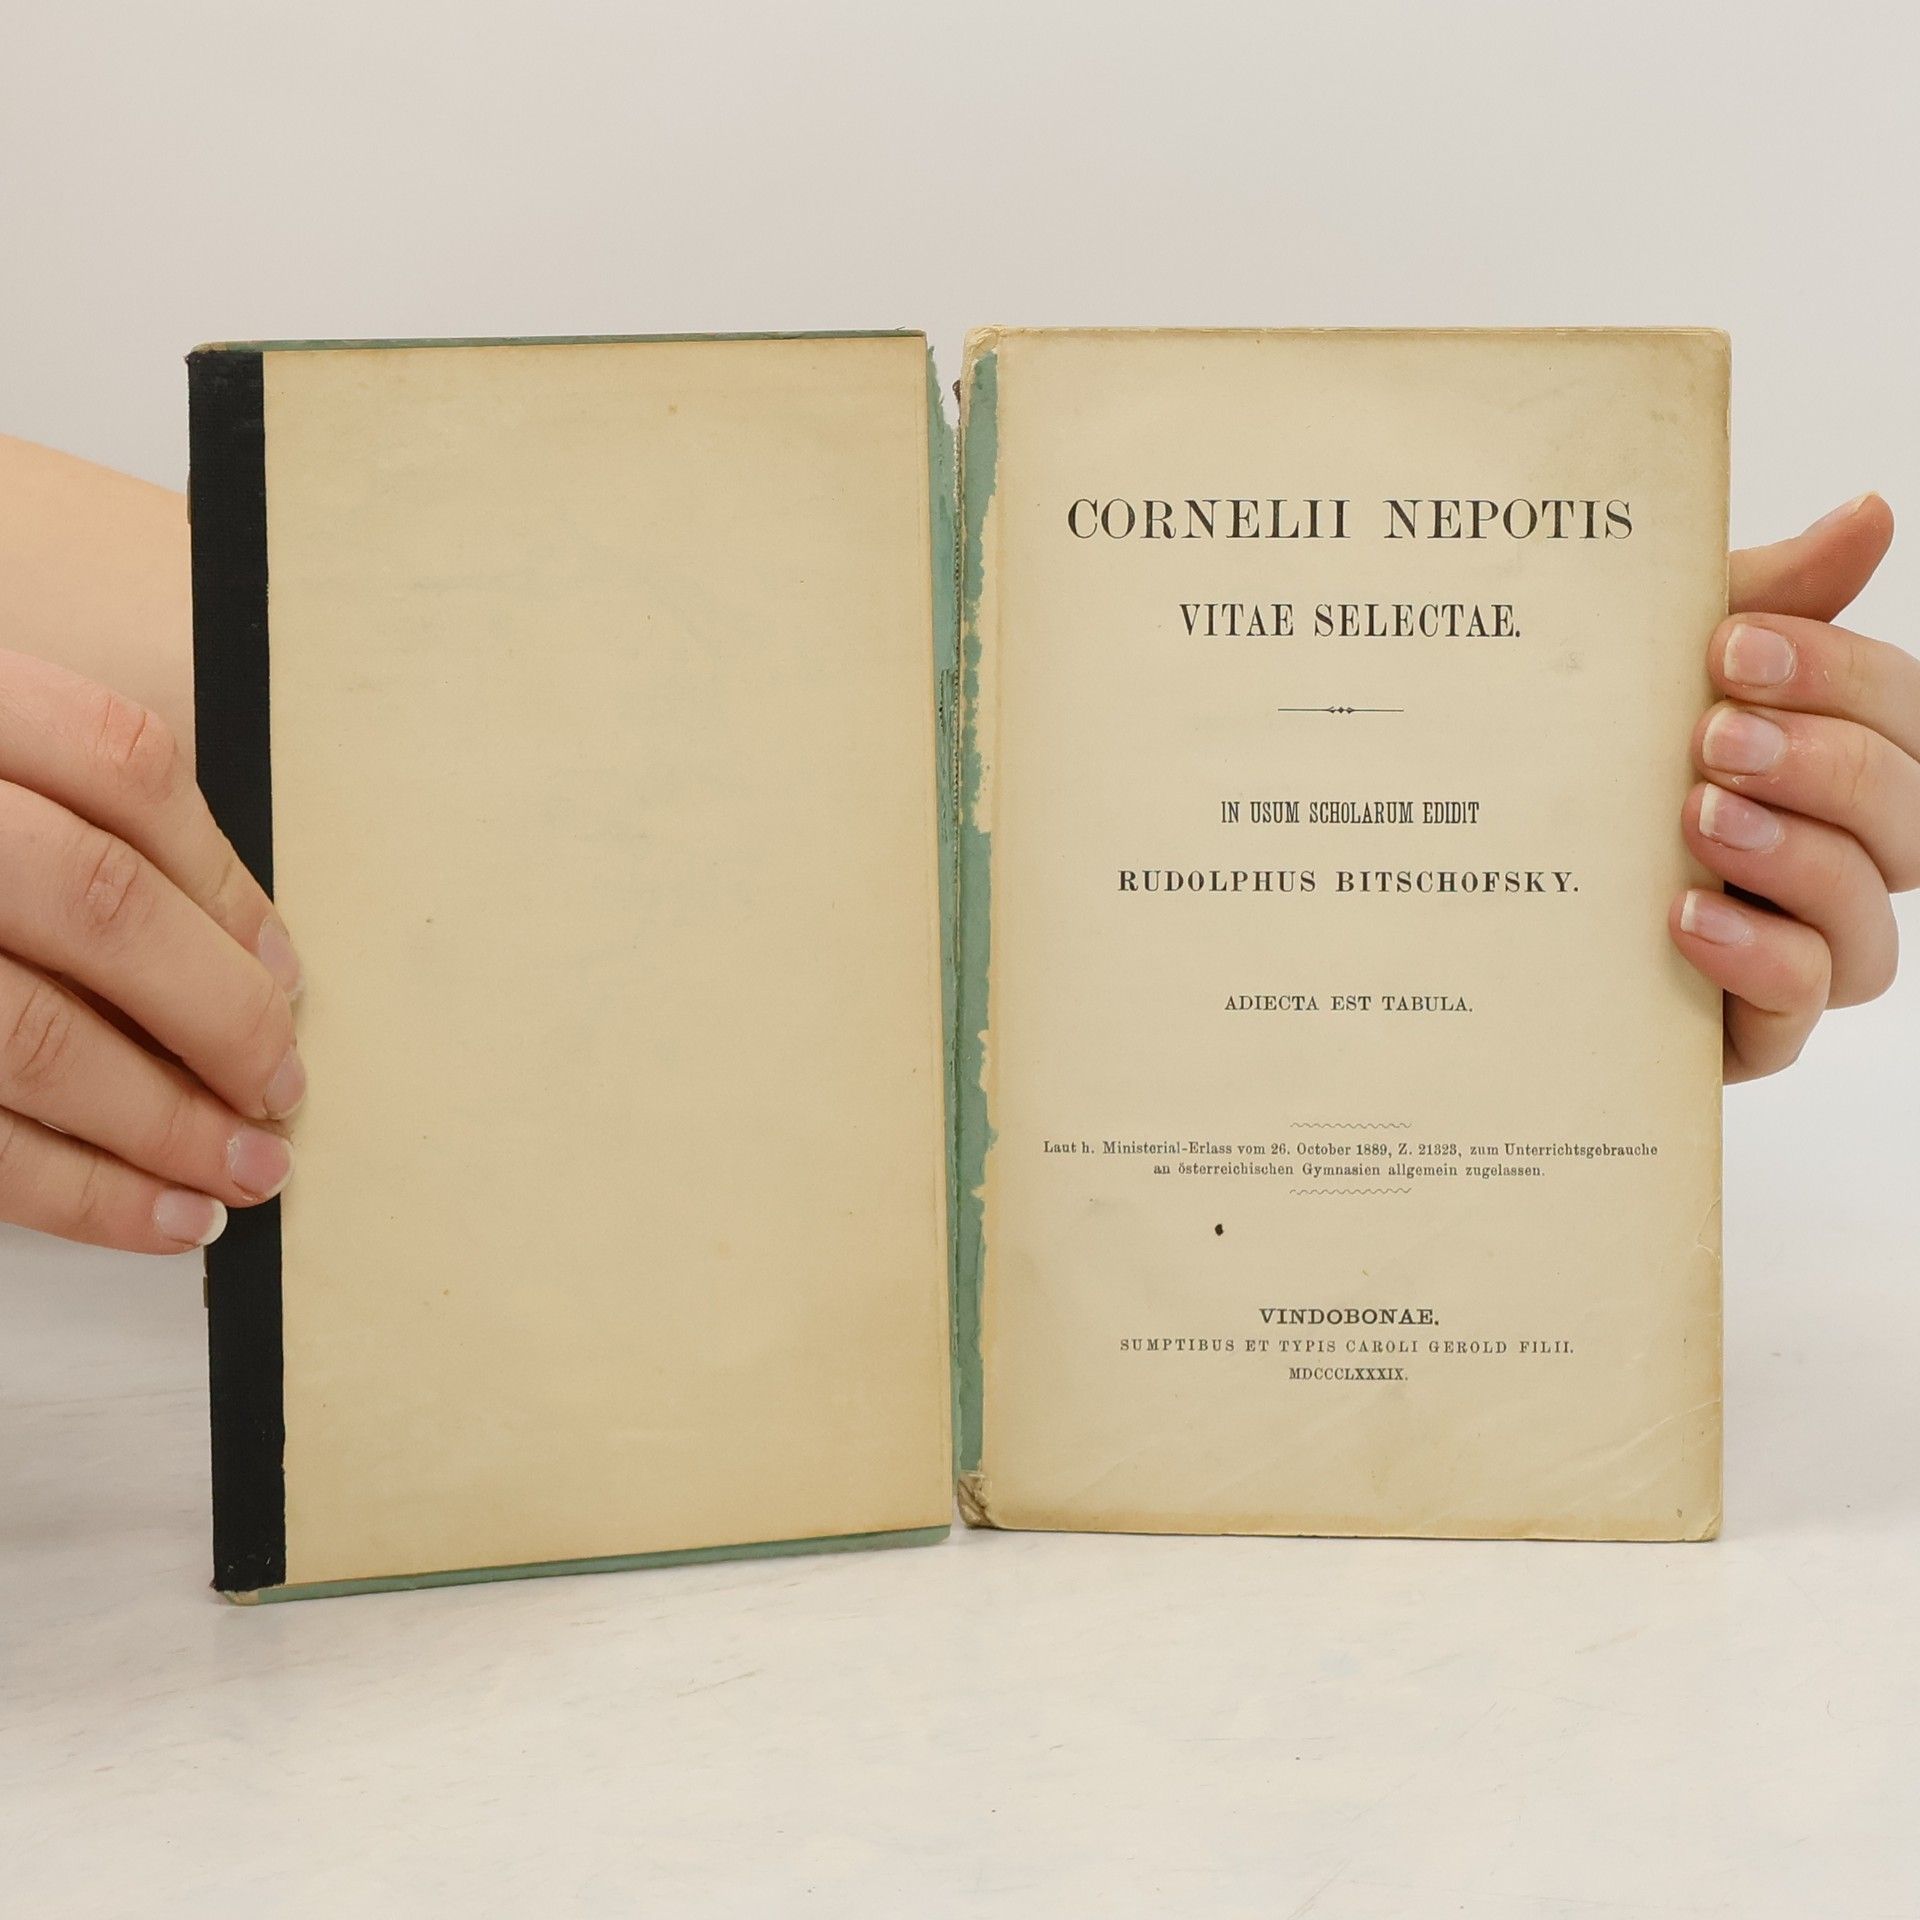 CORNELII NEPOTIS
VITAE SELECTAE.
IN USUM SCHOLARUM EDIDIT
RUDOLPHUS BITSCHOFSKY.
ADIECTA EST TABULA.
Laut h. Ministerial-Erlass vom 26. October 1889, Z. 21323, zum Unterrichtsgebrauche
an österreichischen Gymnasien allgemein zugelassen.
VINDOBONAE.
SUMPTIBUS ET TYPIS CAROLI GEROLD FILII.
MDCCCLXXXIX.